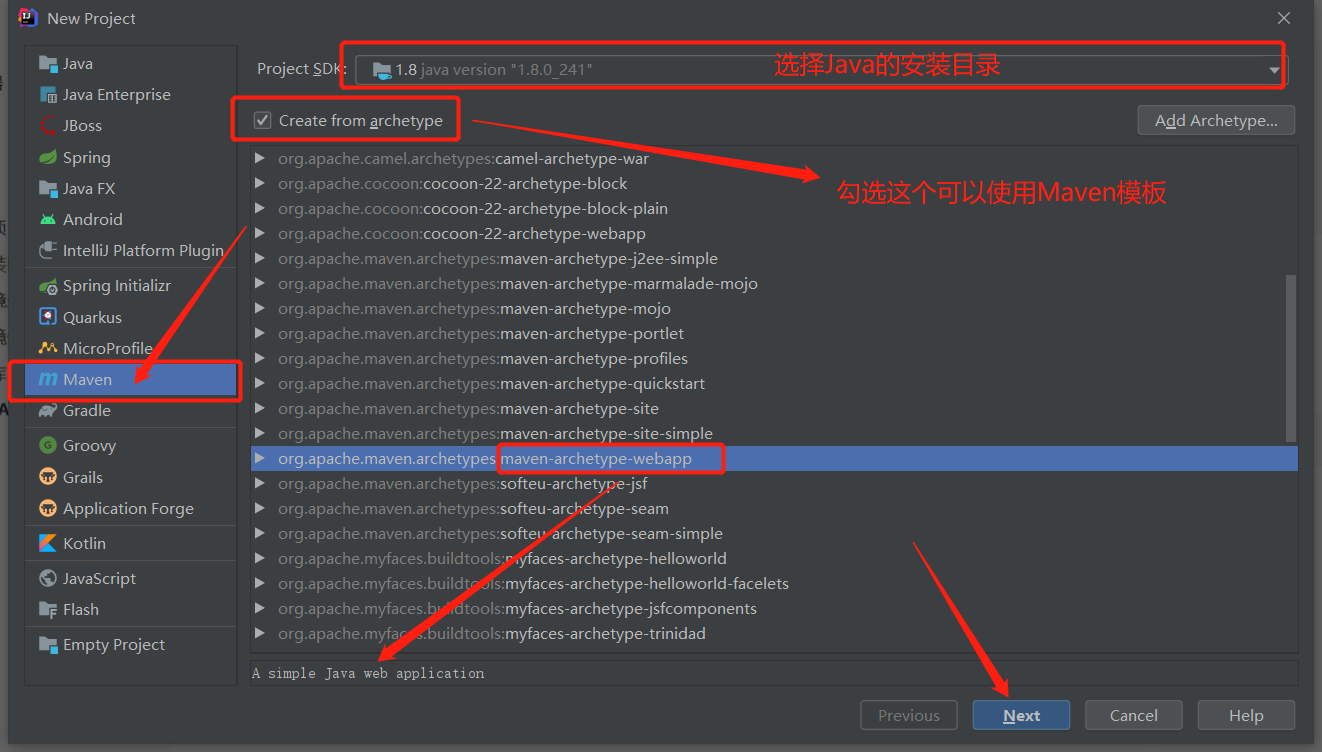 New Project
Java
Java Enterprise
JBoss
Spring
Java FX
Android
IntelliJ Platform Plugin
Spring Initializr
Quarkus
MicroProfile
Maven
Gradle
Groovy
Grails
Application Forge
Kotlin
JavaScript
Flash
Empty Project
Project SDK: 1.8 java version "1.8.0_241" 选择Java的安装目录
Create from archetype
Add Archetype...
勾选这个可以使用Maven模板
org.apache.camel.archetypes:camel-archetype-war
org.apache.cocoon:cocoon-22-archetype-block
org.apache.cocoon:cocoon-22-archetype-block-plain
org.apache.cocoon:cocoon-22-archetype-webapp
org.apache.maven.archetypes:maven-archetype-j2ee-simple
org.apache.maven.archetypes:maven-archetype-marmalade-mojo
org.apache.maven.archetypes:maven-archetype-mojo
org.apache.maven.archetypes:maven-archetype-portlet
org.apache.maven.archetypes:maven-archetype-profiles
org.apache.maven.archetypes:maven-archetype-quickstart
org.apache.maven.archetypes:maven-archetype-site
org.apache.maven.archetypes:maven-archetype-site-simple
org.apache.maven.archetypes:maven-archetype-webapp
org.apache.maven.archetypes:softeu-archetype-jsf
org.apache.maven.archetypes:softeu-archetype-seam
org.apache.maven.archetypes:softeu-archetype-seam-simple
org.apache.myfaces.buildtools:myfaces-archetype-helloworld
org.apache.myfaces.buildtools:myfaces-archetype-helloworld-facelets
org.apache.myfaces.buildtools:myfaces-archetype-jsfcomponents
org.apache.myfaces.buildtools:myfaces-archetype-trinidad
A simple Java web application
Previous
Next
Cancel
Help